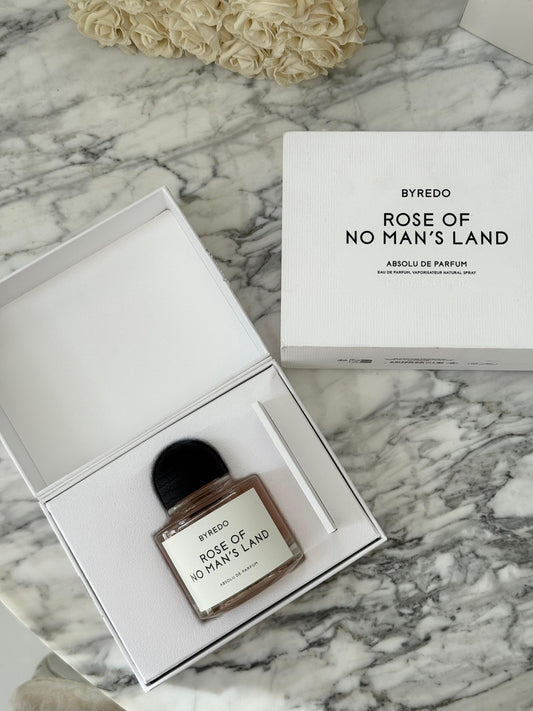 BYREDO
ROSE OF
NO MAN'S LAND
ABSOLU DE PARFUM
EAU DE PARFUM, VAPORISATEUR NATURAL SPRAY
BYREDO
ROSE OF
NO MAN'S LAND
ABSOLU DE PARFUM